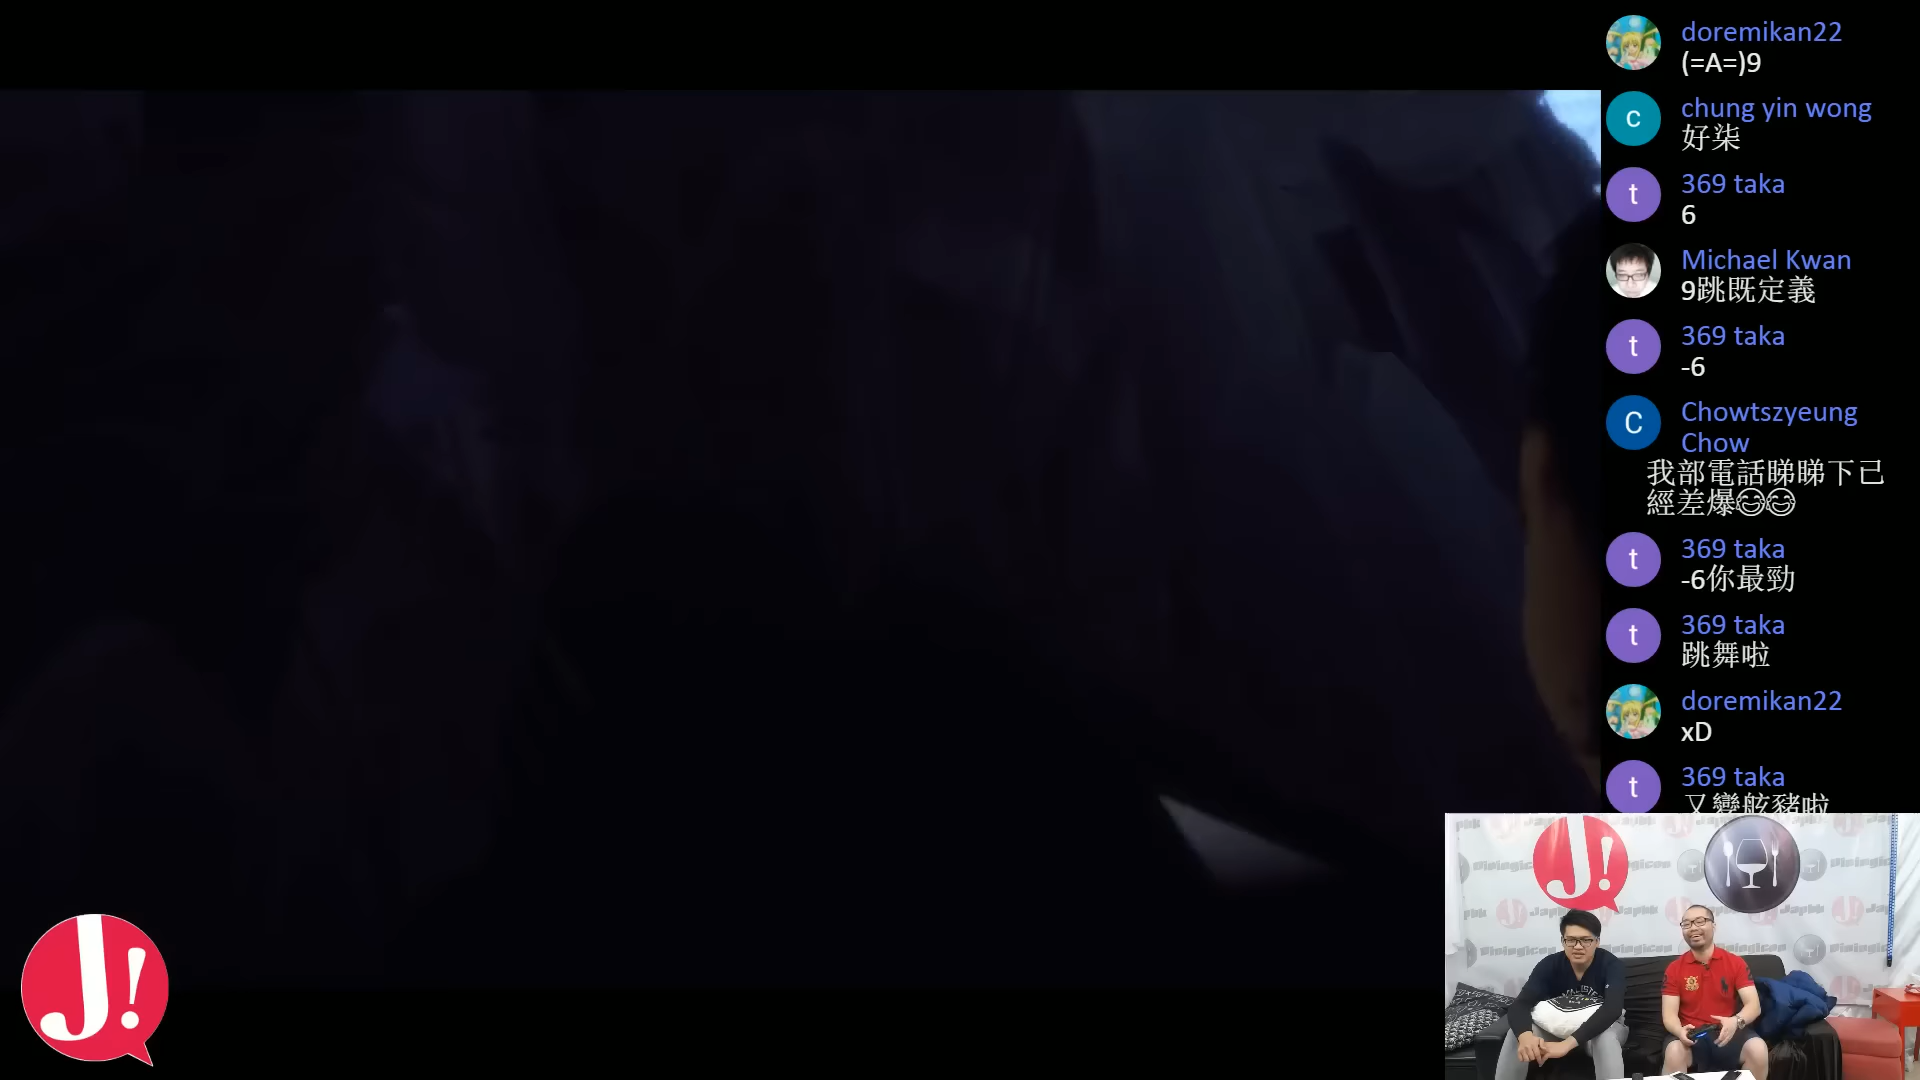 doremikan22
(=A=)9
c
chung yin wong
好柒
t
369 taka
6
Michael Kwan
9跳既定義
t
369 taka
-6
C
Chowtszyeung
Chow
我部電話睇睇下已
經差爆😂😂
t
369 taka
-6你最勁
t
369 taka
跳舞啦
doremikan22
xD
t
369 taka
J!
J!